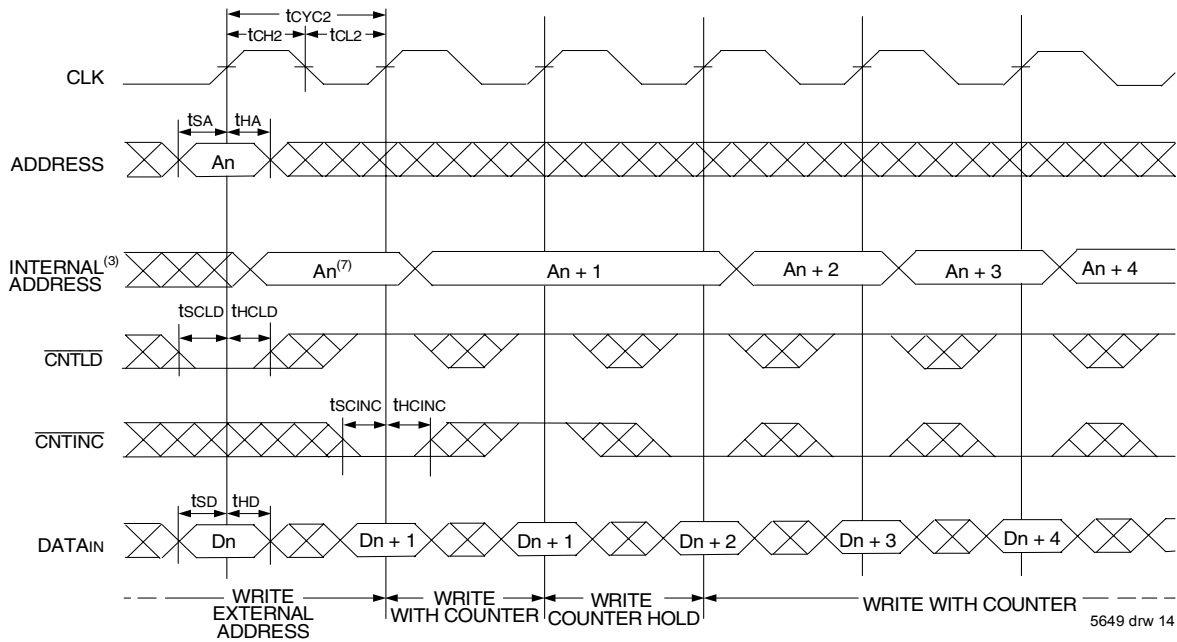 tCYC2
tCH2 tCL2
CLK
tSA tHA
ADDRESS An
INTERNAL(3) ADDRESS An(7) An + 1 An + 2 An + 3 An + 4
tSCLD tHCLD
CNTLD
tSCINC tHCINC
CNTINC
tSD tHD
DATAIN Dn Dn + 1 Dn + 1 Dn + 2 Dn + 3 Dn + 4
WRITE EXTERNAL ADDRESS
WRITE WITH COUNTER
WRITE COUNTER HOLD
WRITE WITH COUNTER
5649 drw 14